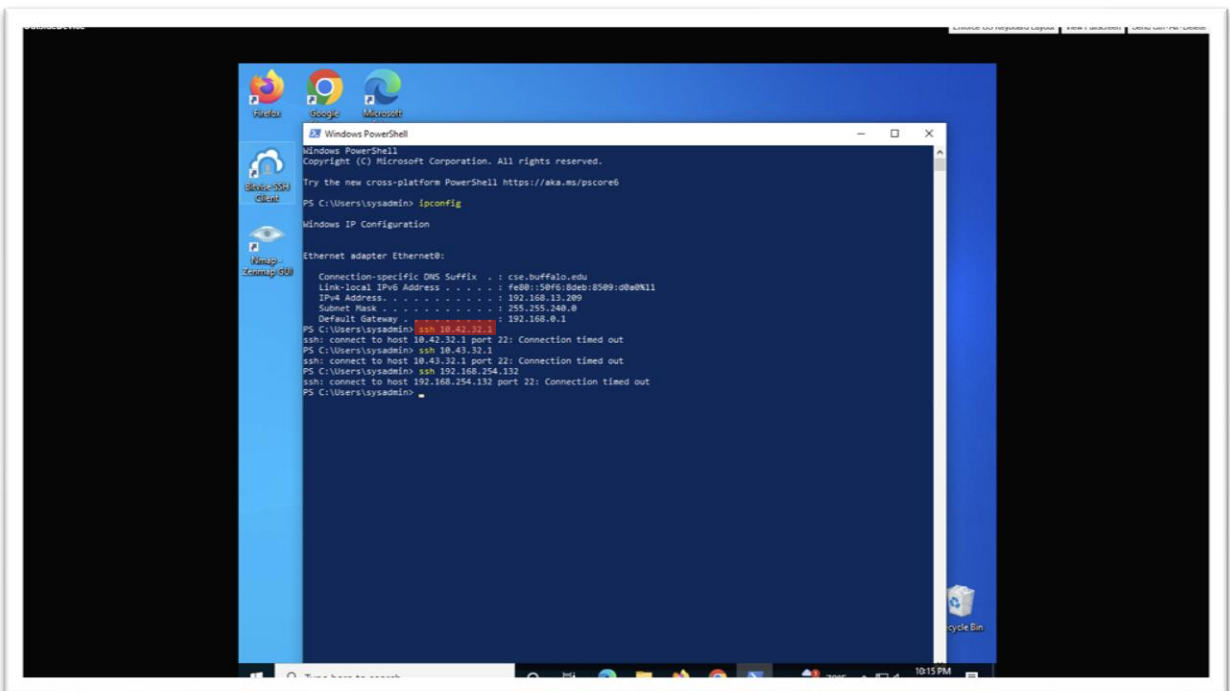 Firefox
Google
Microsoft
Windows PowerShell
Windows PowerShell
Copyright (C) Microsoft Corporation. All rights reserved.
Try the new cross-platform PowerShell https://aka.ms/pscore6
Bitvise SSH
Client
PS C:\Users\sysadmin> ipconfig
Windows IP Configuration
Nmap -
Zenmap GUI
Ethernet adapter Ethernet0:
Connection-specific DNS Suffix . : cse.buffalo.edu
Link-local IPv6 Address . . . . . : fe80::50f6:8deb:8509:d0a0%11
IPv4 Address. . . . . . . . . . . : 192.168.13.209
Subnet Mask . . . . . . . . . . . : 255.255.240.0
Default Gateway . . . . . . . . . : 192.168.0.1
PS C:\Users\sysadmin> ssh 10.42.32.1
ssh: connect to host 10.42.32.1 port 22: Connection timed out
PS C:\Users\sysadmin> ssh 10.43.32.1
ssh: connect to host 10.43.32.1 port 22: Connection timed out
PS C:\Users\sysadmin> ssh 192.168.254.132
ssh: connect to host 192.168.254.132 port 22: Connection timed out
PS C:\Users\sysadmin>
ecycle Bin
10:15 PM